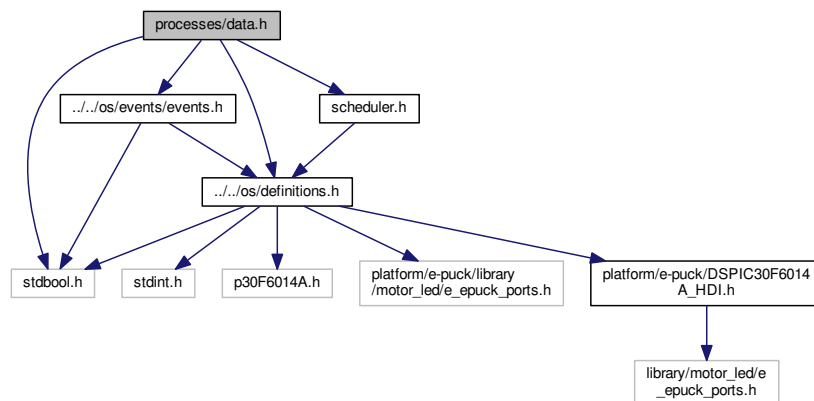 processes/data.h
../../os/events/events.h
scheduler.h
../../os/definitions.h
stdbool.h
stdint.h
p30F6014A.h
platform/e-puck/library
/motor_led/e_epuck_ports.h
platform/e-puck/DSPIC30F6014
A_HDI.h
library/motor_led/e
_epuck_ports.h